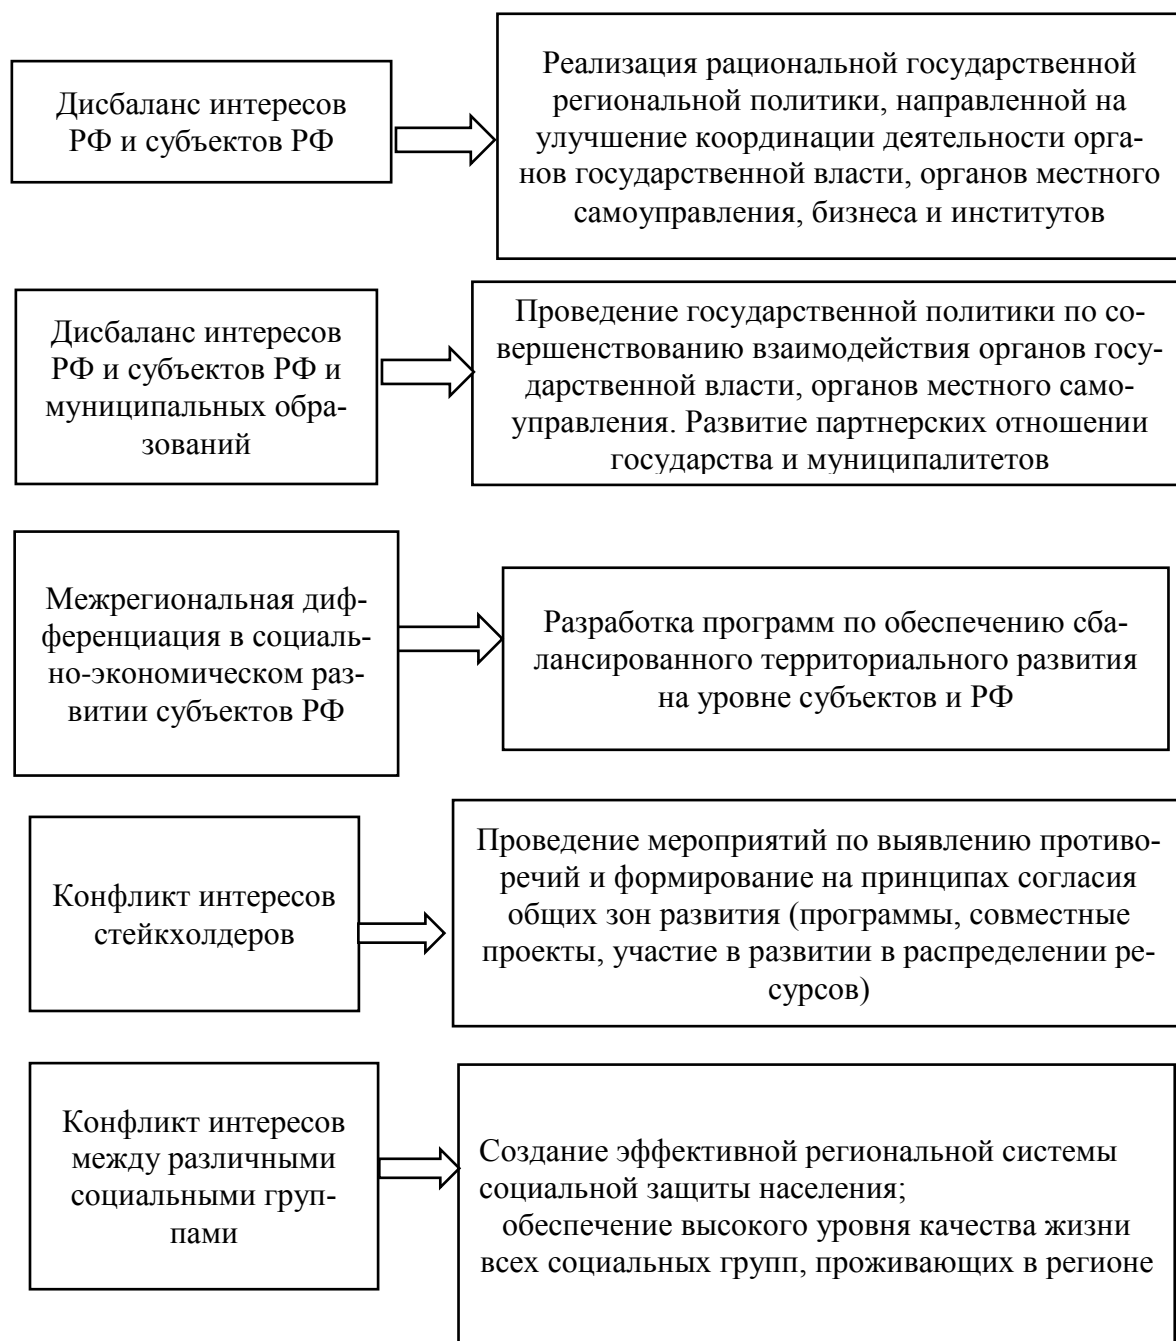 Дисбаланс интересов
РФ и субъектов РФ
Реализация рациональной государственной
региональной политики, направленной на
улучшение координации деятельности орга-
нов государственной власти, органов местного
самоуправления, бизнеса и институтов
Дисбаланс интересов
РФ и субъектов РФ и
муниципальных обра-
зований
Проведение государственной политики по со-
вершенствованию взаимодействия органов госу-
дарственной власти, органов местного само-
управления. Развитие партнерских отношении
государства и муниципалитетов
Межрегиональная диф-
ференциация в социаль-
но-экономическом раз-
витии субъектов РФ
Разработка программ по обеспечению сба-
лансированного территориального развития
на уровне субъектов и РФ
Конфликт интересов
стейкхолдеров
Проведение мероприятий по выявлению противо-
речий и формирование на принципах согласия
общих зон развития (программы, совместные
проекты, участие в развитии в распределении ре-
сурсов)
Конфликт интересов
между различными
социальными груп-
пами
Создание эффективной региональной системы
социальной защиты населения;
обеспечение высокого уровня качества жизни
всех социальных групп, проживающих в регионе